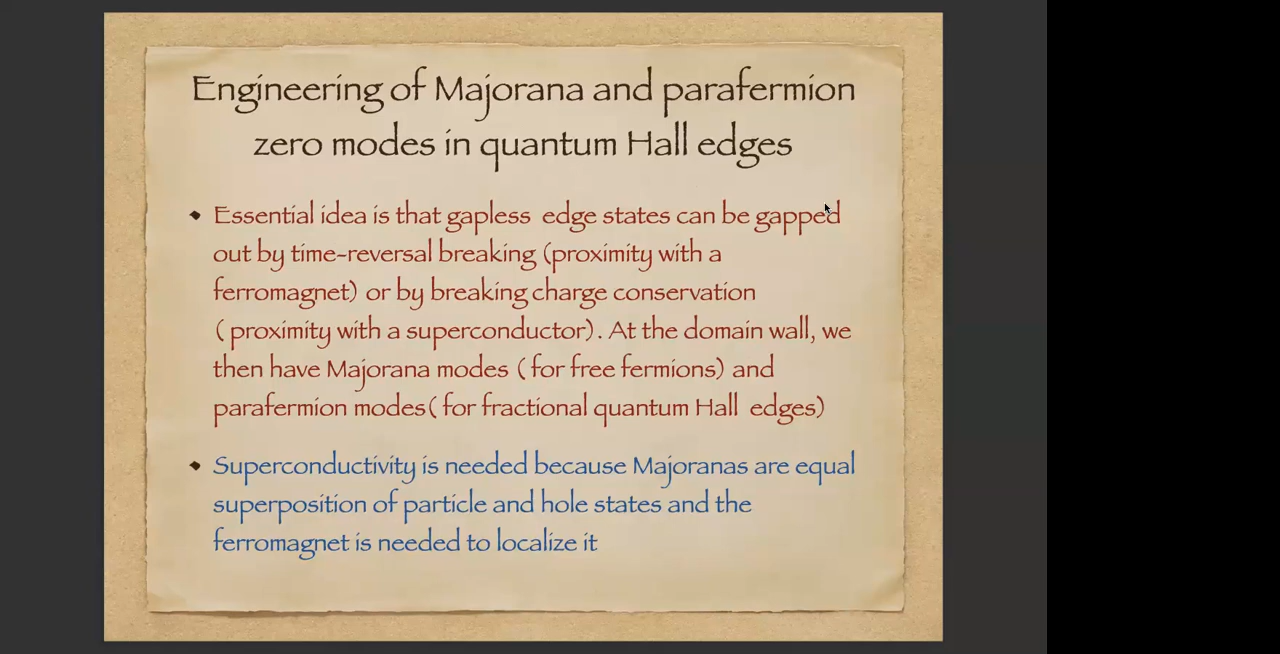 Engineering of Majorana and parafermion
zero modes in quantum Hall edges
Essential idea is that gapless edge states can be gapped
out by time-reversal breaking (proximity with a
ferromagnet) or by breaking charge conservation
( proximity with a superconductor). At the domain wall, we
then have Majorana modes ( for free fermions) and
parafermion modes( for fractional quantum Hall edges)
Superconductivity is needed because Majoranas are equal
superposition of particle and hole states and the
ferromagnet is needed to localize it